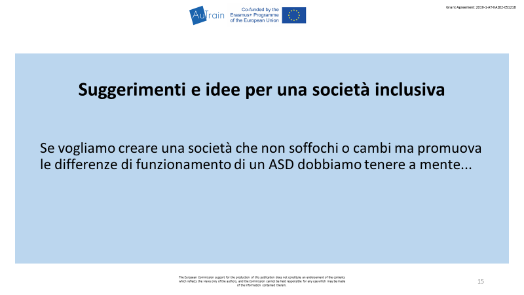 AuTrain
Co-funded by the
Erasmus+ Programme
of the European Union
Suggerimenti e idee per una società inclusiva
Se vogliamo creare una società che non soffochi o cambi ma promuova
le differenze di funzionamento di un ASD dobbiamo tenere a mente...
The European Commission support for the production of this publication does not constitute an endorsement of the contents
which reflects the views only of the authors, and the Commission cannot be held responsible for any use which may be made
of the information contained therein.
15